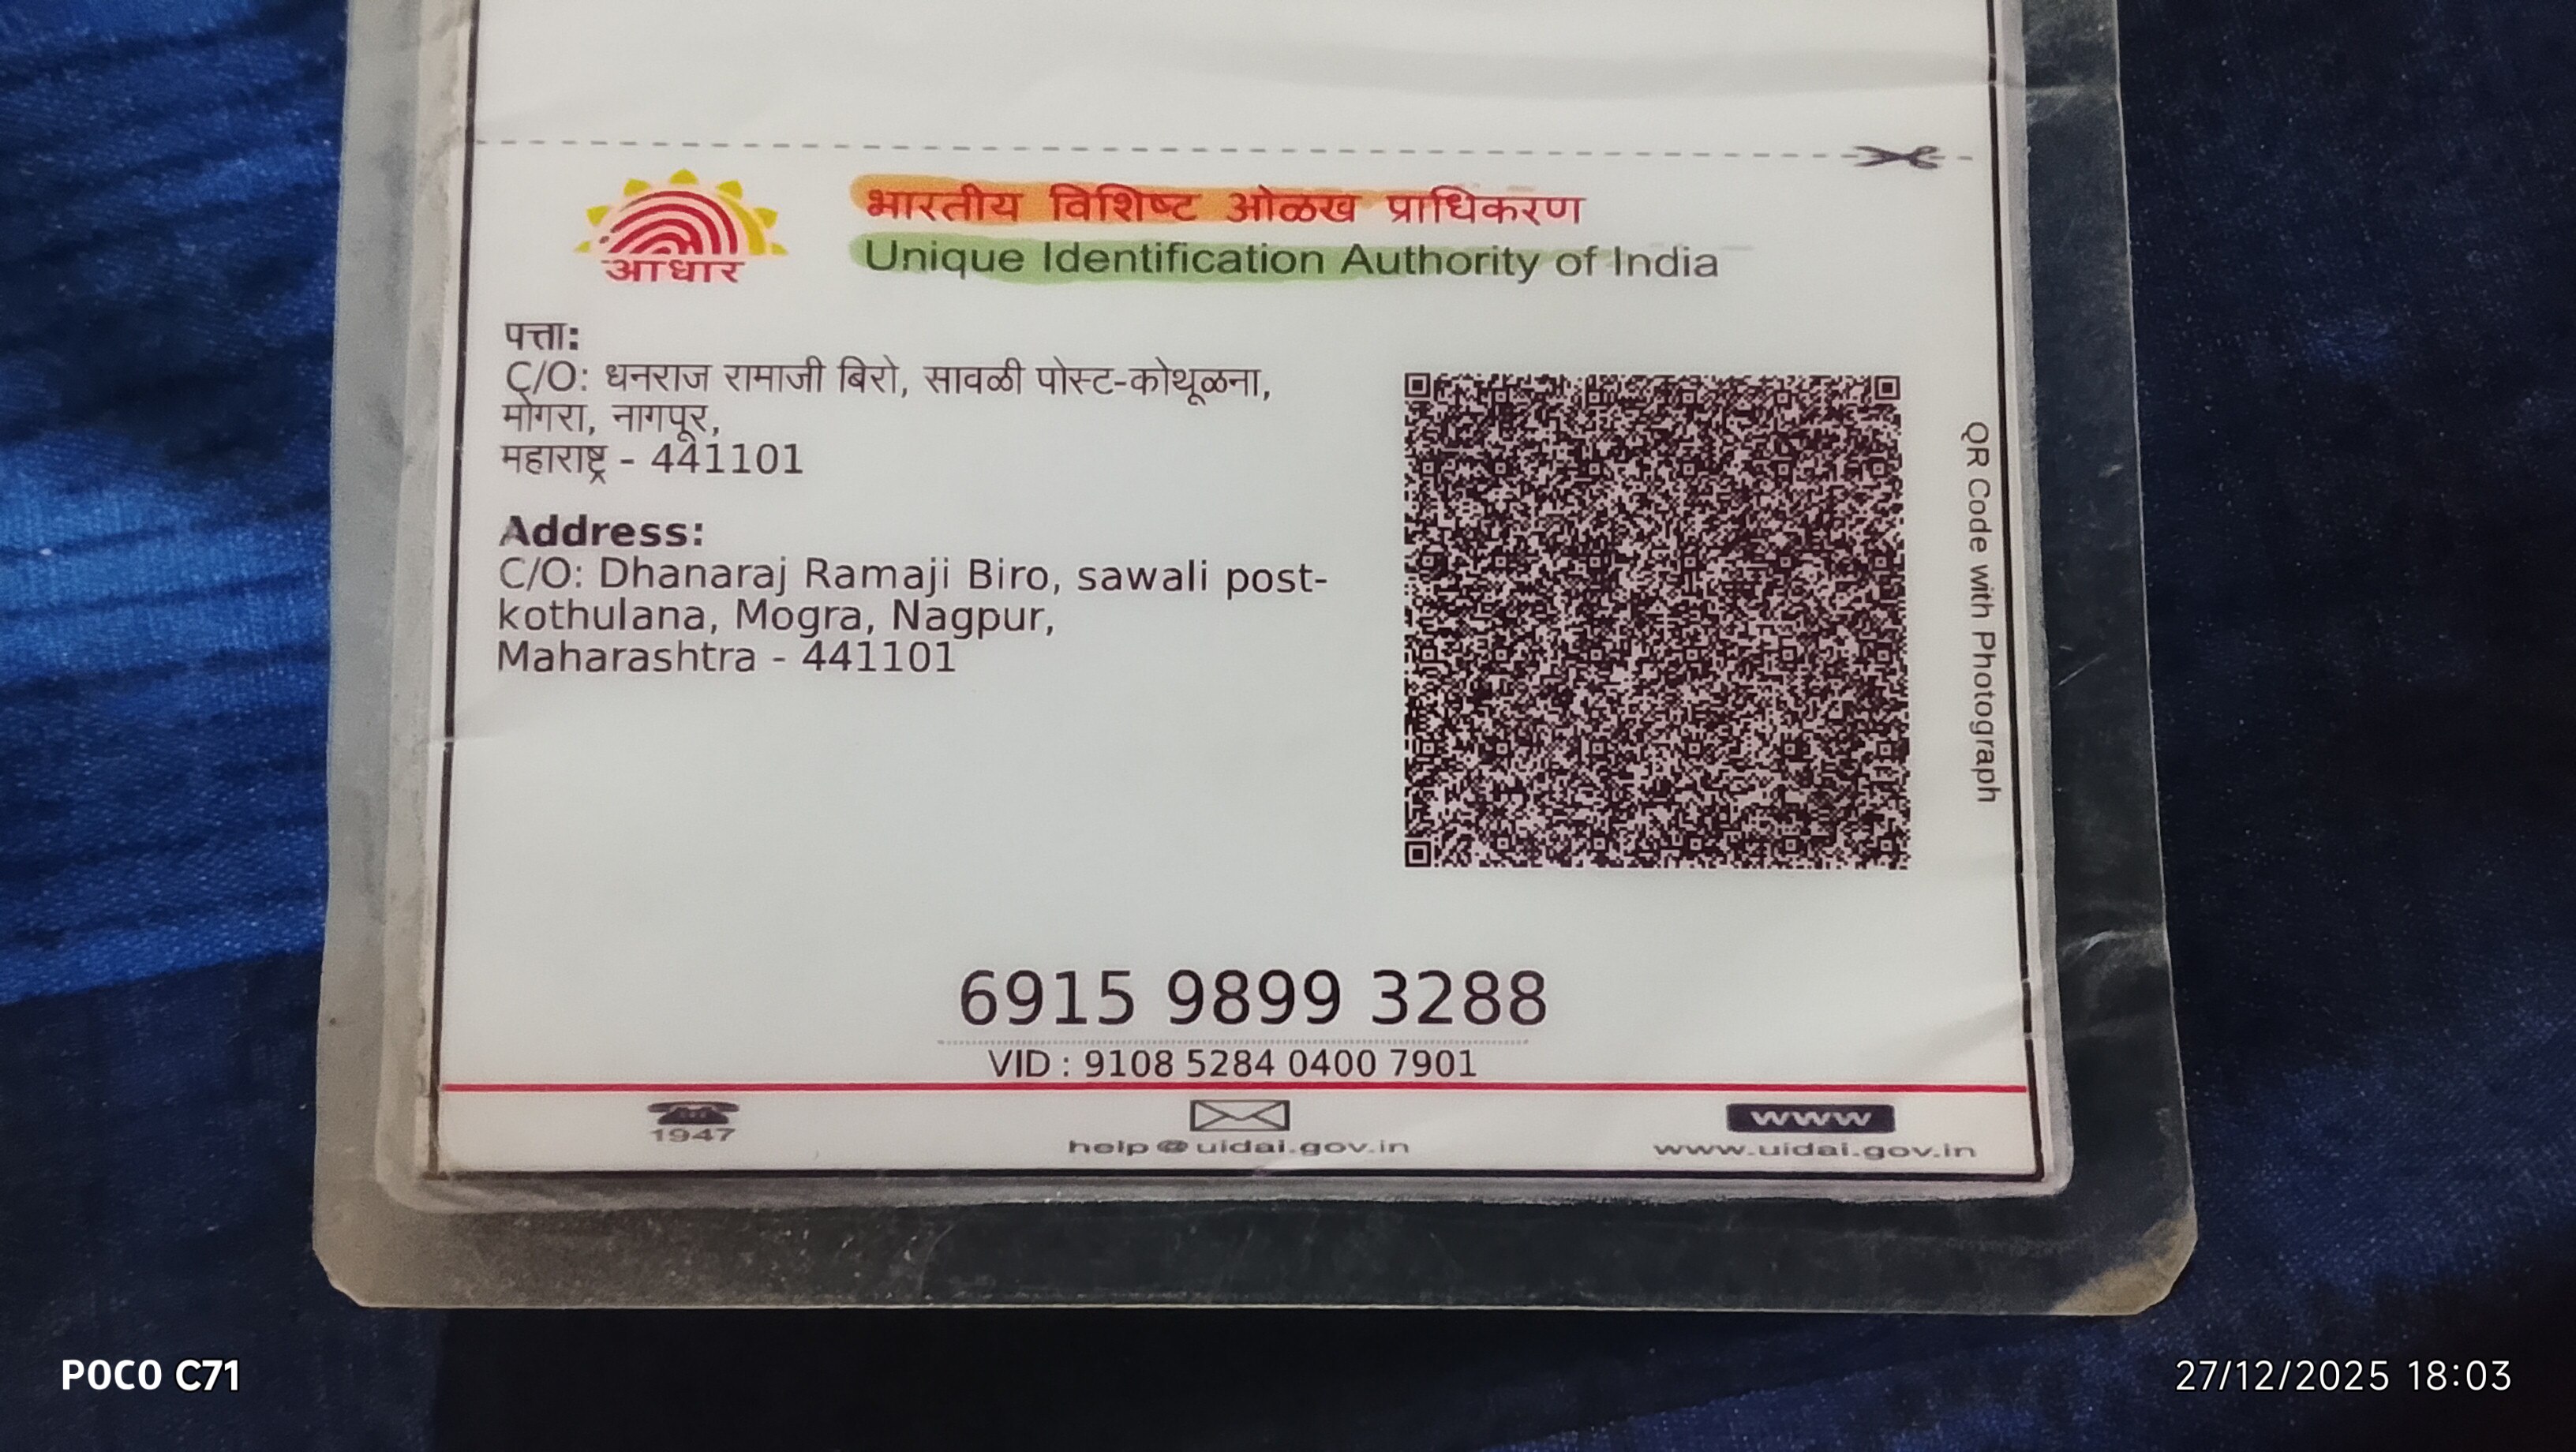 आधार
भारतीय विशिष्ट ओळख प्राधिकरण
Unique Identification Authority of India
पत्ता:
C/O: धनराज रामाजी बिरो, सावळी पोस्ट-कोथूळना,
मोगरा, नागपूर,
महाराष्ट्र - 441101
Address:
C/O: Dhanaraj Ramaji Biro, sawali post-
kothulana, Mogra, Nagpur,
Maharashtra - 441101
QR Code with Photograph
6915 9899 3288
VID : 9108 5284 0400 7901
1947
help@uidai.gov.in
www
www.uidai.gov.in
POCO C71
27/12/2025 18:03